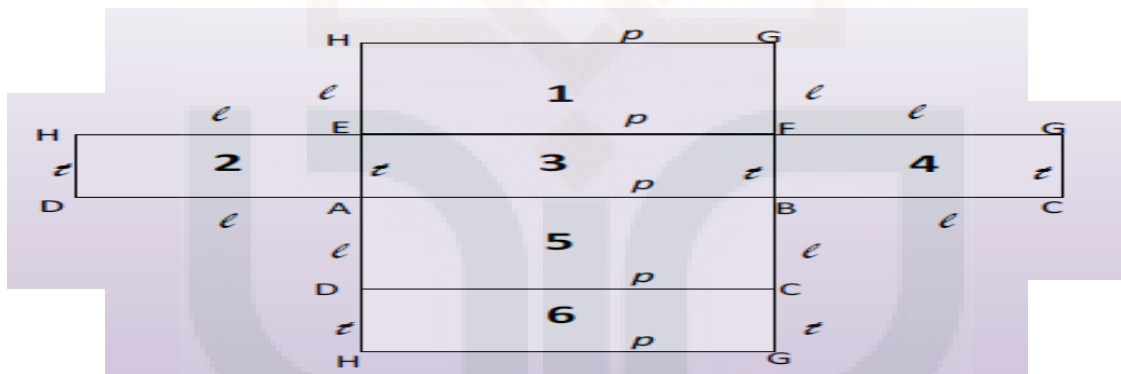 H p G
ℓ 1 ℓ
H ℓ E p F ℓ G
t 2 t 3 t 4 t
D ℓ A p B ℓ C
ℓ 5 ℓ
D p C
t 6 t
H p G